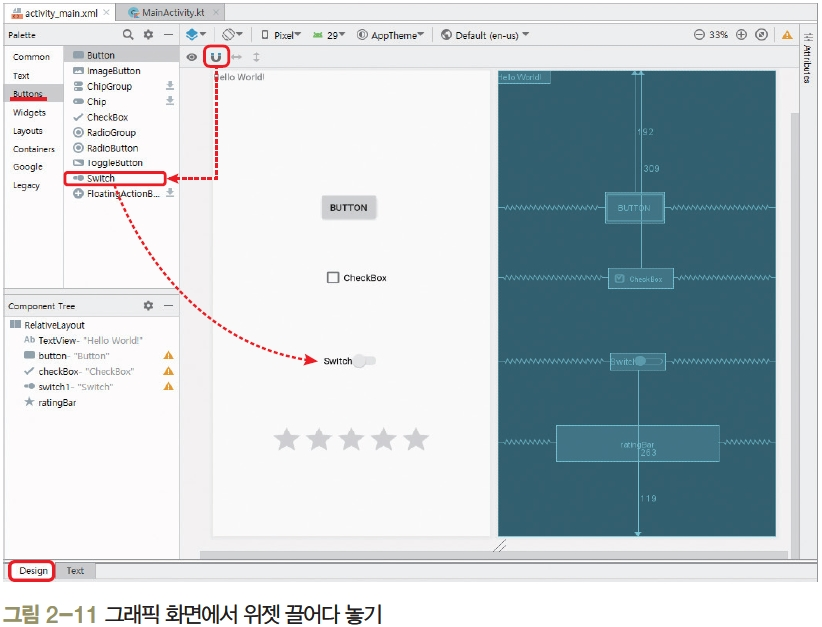 activity_main.xml
MainActivity.kt
Palette
Pixel
29
AppTheme
Default (en-us)
33%
Attributes
Common
Text
Buttons
Widgets
Layouts
Containers
Google
Legacy
Button
ImageButton
ChipGroup
Chip
CheckBox
RadioGroup
RadioButton
ToggleButton
Switch
FloatingActionB...
Hello World!
BUTTON
CheckBox
Switch
Hello World!
192
309
BUTTON
CheckBox
Switch
ratingBar
263
119
Component Tree
RelativeLayout
Ab TextView- "Hello World!"
button- "Button"
checkBox- "CheckBox"
switch1- "Switch"
ratingBar
Design
Text
그림 2-11 그래픽 화면에서 위젯 끌어다 놓기